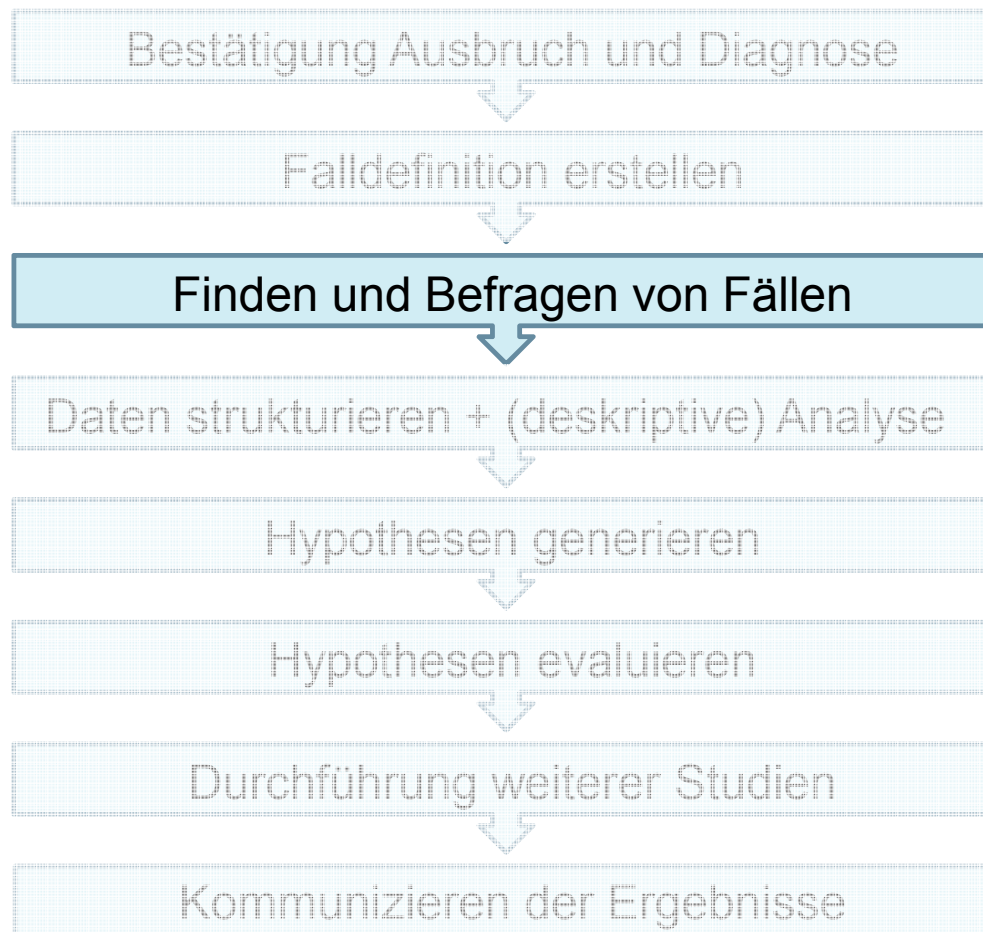 Bestätigung Ausbruch und Diagnose
Falldefinition erstellen
Finden und Befragen von Fällen
Daten strukturieren + (deskriptive) Analyse
Hypothesen generieren
Hypothesen evaluieren
Durchführung weiterer Studien
Kommunizieren der Ergebnisse